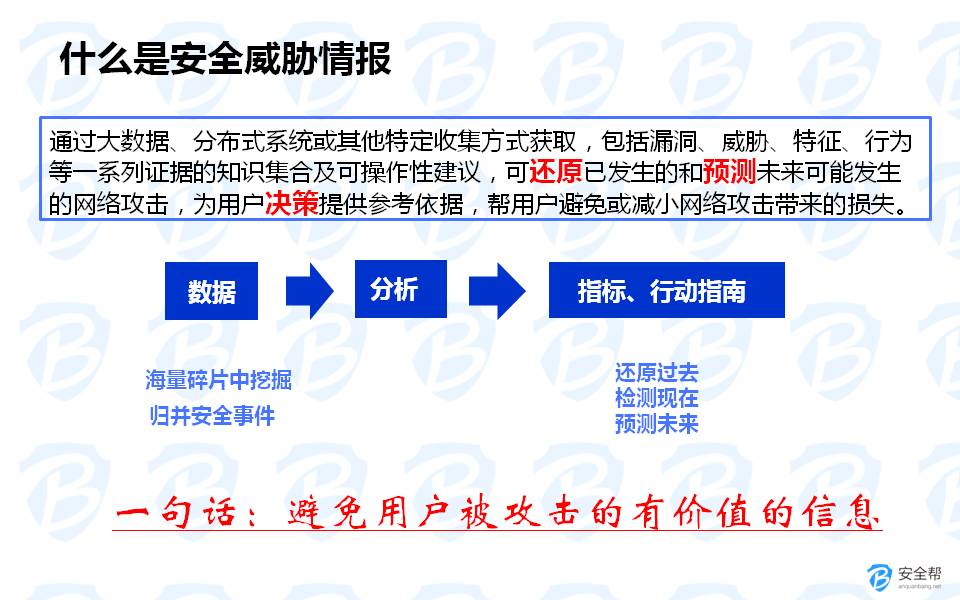 什么是安全威胁情报
通过大数据、分布式系统或其他特定收集方式获取，包括漏洞、威胁、特征、行为
等一系列证据的知识集合及可操作性建议，可还原已发生的和预测未来可能发生
的网络攻击，为用户决策提供参考依据，帮用户避免或减小网络攻击带来的损失。
数据
分析
指标、行动指南
海量碎片中挖掘
归并安全事件
还原过去
检测现在
预测未来
一句话：避免用户被攻击的有价值的信息
安全帮
anquanbang.net